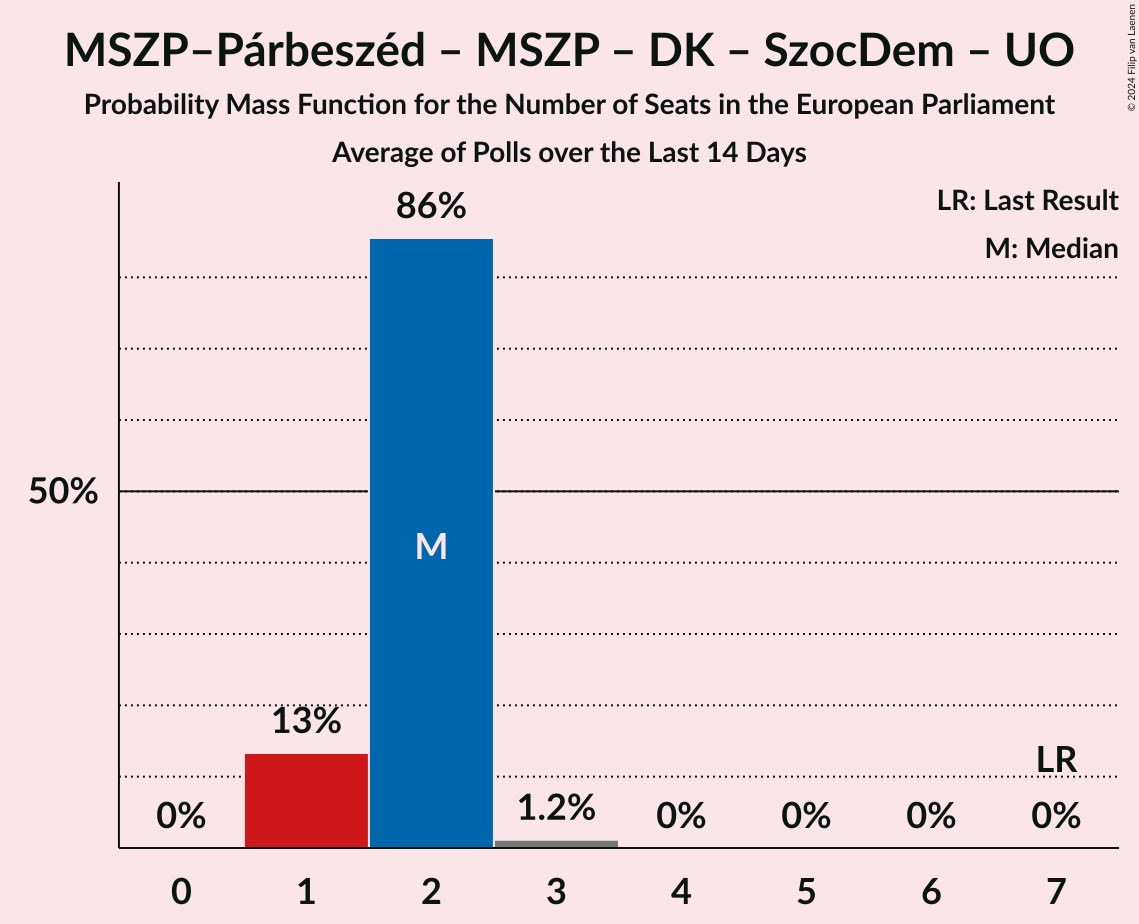 MSZP–Párbeszéd – MSZP – DK – SzocDem – UO
Probability Mass Function for the Number of Seats in the European Parliament
Average of Polls over the Last 14 Days
© 2024 Filip van Laenen
LR: Last Result
M: Median
86%
50%
M
13%
LR
0%
1.2%
0%
0%
0%
0%
0 1 2 3 4 5 6 7